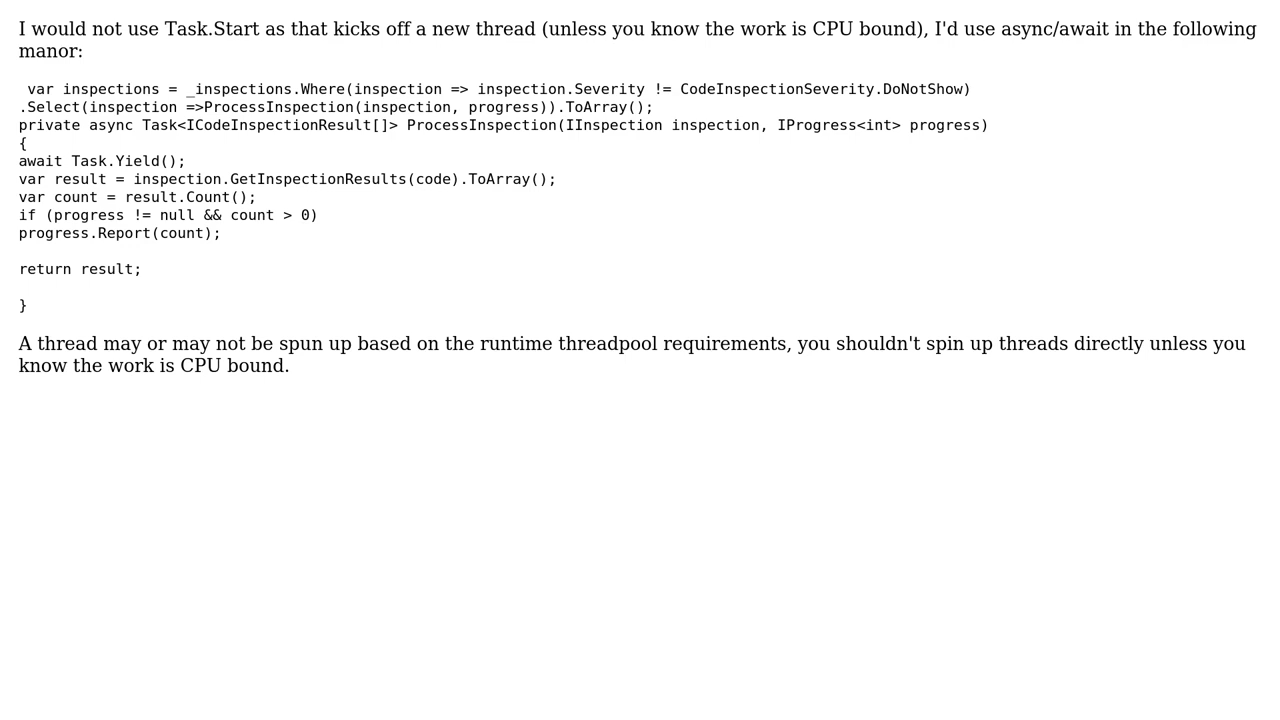 I would not use Task.Start as that kicks off a new thread (unless you know the work is CPU bound), I'd use async/await in the following
manor:
var inspections = _inspections.Where(inspection => inspection.Severity != CodeInspectionSeverity.DoNotShow)
.Select(inspection =>ProcessInspection(inspection, progress)).ToArray();
private async Task<ICodeInspectionResult[]> ProcessInspection(IInspection inspection, IProgress<int> progress)
{
await Task.Yield();
var result = inspection.GetInspectionResults(code).ToArray();
var count = result.Count();
if (progress != null && count > 0)
progress.Report(count);
return result;
}
A thread may or may not be spun up based on the runtime threadpool requirements, you shouldn't spin up threads directly unless you
know the work is CPU bound.